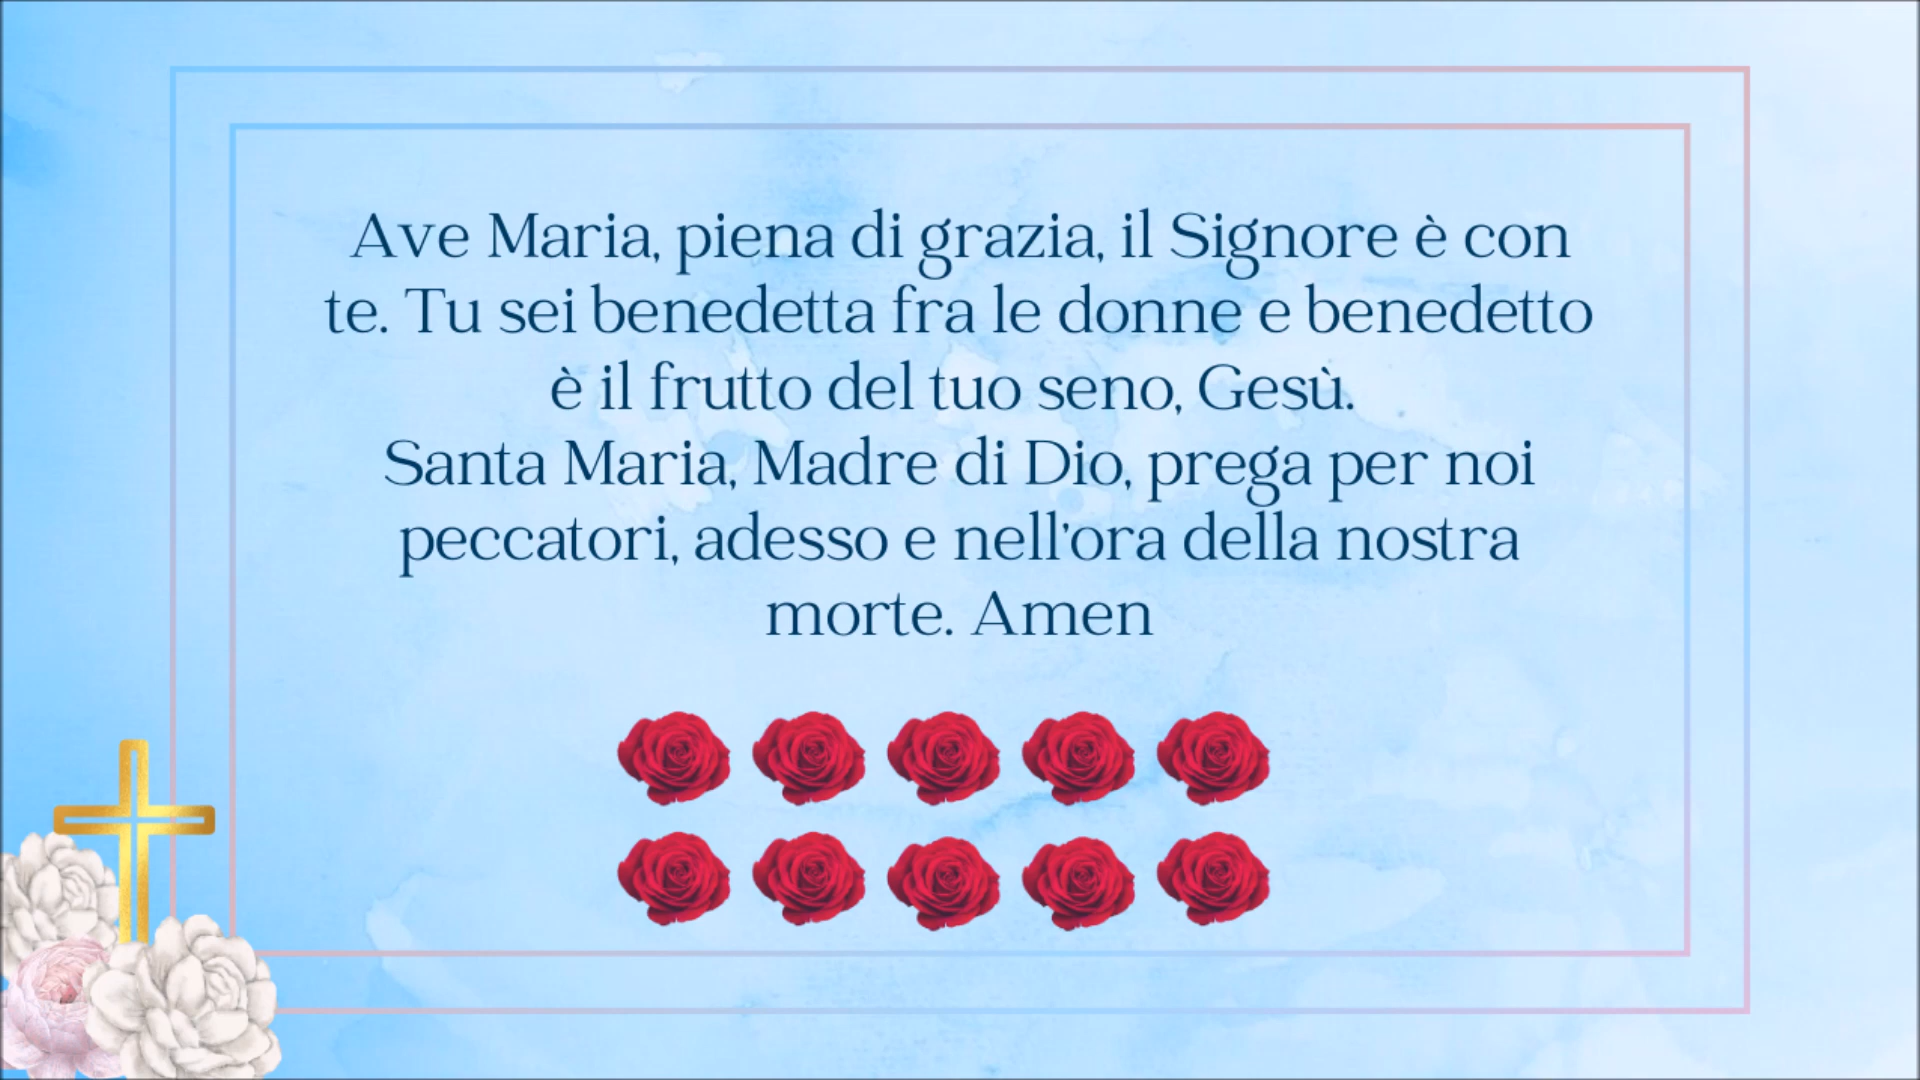 Ave Maria, piena di grazia, il Signore è con
te. Tu sei benedetta fra le donne e benedetto
è il frutto del tuo seno, Gesù.
Santa Maria, Madre di Dio, prega per noi
peccatori, adesso e nell'ora della nostra
morte. Amen